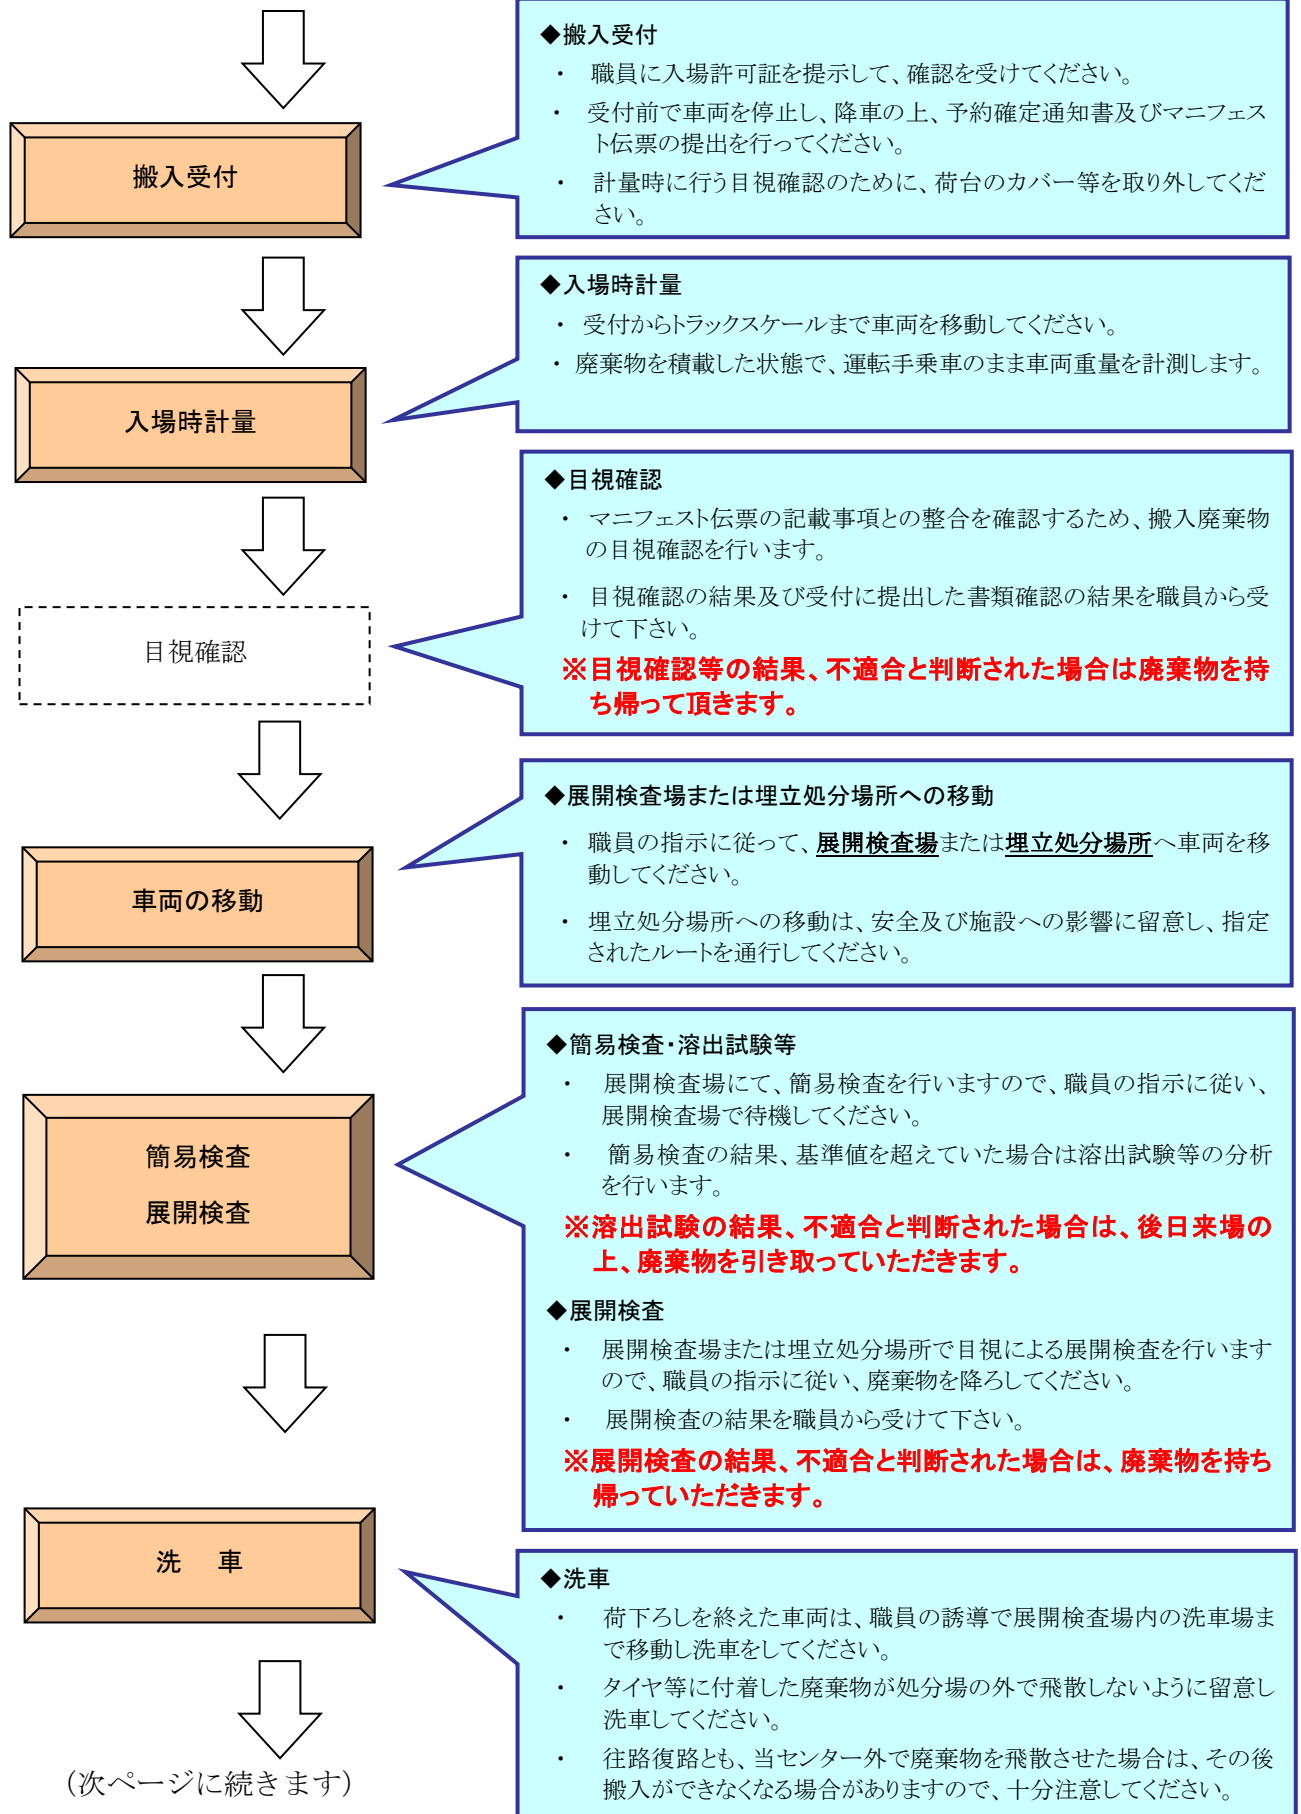 搬入受付
◆搬入受付
・ 職員に入場許可証を提示して、確認を受けてください。
・ 受付前で車両を停止し、降車の上、予約確定通知書及びマニフェス
ト伝票の提出を行ってください。
・ 計量時に行う目視確認のために、荷台のカバー等を取り外してくだ
さい。
入場時計量
◆入場時計量
・ 受付からトラックスケールまで車両を移動してください。
・ 廃棄物を積載した状態で、運転手乗車のまま車両重量を計測します。
目視確認
◆目視確認
・ マニフェスト伝票の記載事項との整合を確認するため、搬入廃棄物
の目視確認を行います。
・ 目視確認の結果及び受付に提出した書類確認の結果を職員から受
けて下さい。
※目視確認等の結果、不適合と判断された場合は廃棄物を持
ち帰って頂きます。
車両の移動
◆展開検査場または埋立処分場所への移動
・ 職員の指示に従って、展開検査場または埋立処分場所へ車両を移
動してください。
・ 埋立処分場所への移動は、安全及び施設への影響に留意し、指定
されたルートを通行してください。
簡易検査
展開検査
◆簡易検査・溶出試験等
・ 展開検査場にて、簡易検査を行いますので、職員の指示に従い、
展開検査場で待機してください。
・ 簡易検査の結果、基準値を超えていた場合は溶出試験等の分析
を行います。
※溶出試験の結果、不適合と判断された場合は、後日来場の
上、廃棄物を引き取っていただきます。
◆展開検査
・ 展開検査場または埋立処分場所で目視による展開検査を行います
ので、職員の指示に従い、廃棄物を降ろしてください。
・ 展開検査の結果を職員から受けて下さい。
※展開検査の結果、不適合と判断された場合は、廃棄物を持ち
帰っていただきます。
洗 車
◆洗車
・ 荷下ろしを終えた車両は、職員の誘導で展開検査場内の洗車場ま
で移動し洗車をしてください。
・ タイヤ等に付着した廃棄物が処分場の外で飛散しないように留意し
洗車してください。
・ 往路復路とも、当センター外で廃棄物を飛散させた場合は、その後
搬入ができなくなる場合がありますので、十分注意してください。
(次ページに続きます)